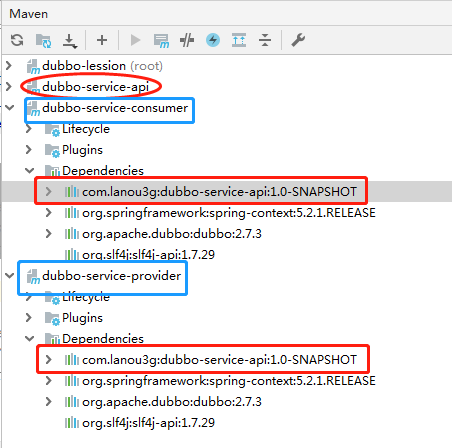 Maven
dubbo-lession (root)
dubbo-service-api
dubbo-service-consumer
Lifecycle
Plugins
Dependencies
com.lanou3g:dubbo-service-api:1.0-SNAPSHOT
org.springframework:spring-context:5.2.1.RELEASE
org.apache.dubbo:dubbo:2.7.3
org.slf4j:slf4j-api:1.7.29
dubbo-service-provider
Lifecycle
Plugins
Dependencies
com.lanou3g:dubbo-service-api:1.0-SNAPSHOT
org.springframework:spring-context:5.2.1.RELEASE
org.apache.dubbo:dubbo:2.7.3
org.slf4j:slf4j-api:1.7.29